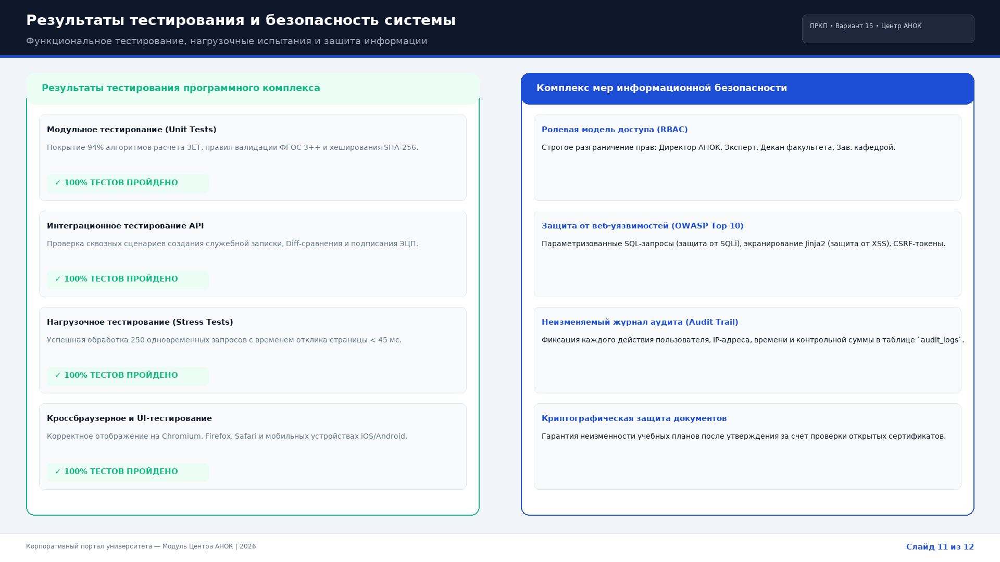 Результаты тестирования и безопасность системы
Функциональное тестирование, нагрузочные испытания и защита информации
ПРКП • Вариант 15 • Центр АНОК
Результаты тестирования программного комплекса
Модульное тестирование (Unit Tests)
Покрытие 94% алгоритмов расчета ЗЕТ, правил валидации ФГОС 3++ и хеширования SHA-256.
✓ 100% ТЕСТОВ ПРОЙДЕНО
Интеграционное тестирование API
Проверка сквозных сценариев создания служебной записки, Diff-сравнения и подписания ЭЦП.
✓ 100% ТЕСТОВ ПРОЙДЕНО
Нагрузочное тестирование (Stress Tests)
Успешная обработка 250 одновременных запросов с временем отклика страницы < 45 мс.
✓ 100% ТЕСТОВ ПРОЙДЕНО
Кроссбраузерное и UI-тестирование
Корректное отображение на Chromium, Firefox, Safari и мобильных устройствах iOS/Android.
✓ 100% ТЕСТОВ ПРОЙДЕНО
Комплекс мер информационной безопасности
Ролевая модель доступа (RBAC)
Строгое разграничение прав: Директор АНОК, Эксперт, Декан факультета, Зав. кафедрой.
Защита от веб-уязвимостей (OWASP Top 10)
Параметризованные SQL-запросы (защита от SQLi), экранирование Jinja2 (защита от XSS), CSRF-токены.
Неизменяемый журнал аудита (Audit Trail)
Фиксация каждого действия пользователя, IP-адреса, времени и контрольной суммы в таблице `audit_logs`.
Криптографическая защита документов
Гарантия неизменности учебных планов после утверждения за счет проверки открытых сертификатов.
Корпоративный портал университета — Модуль Центра АНОК | 2026
Слайд 11 из 12